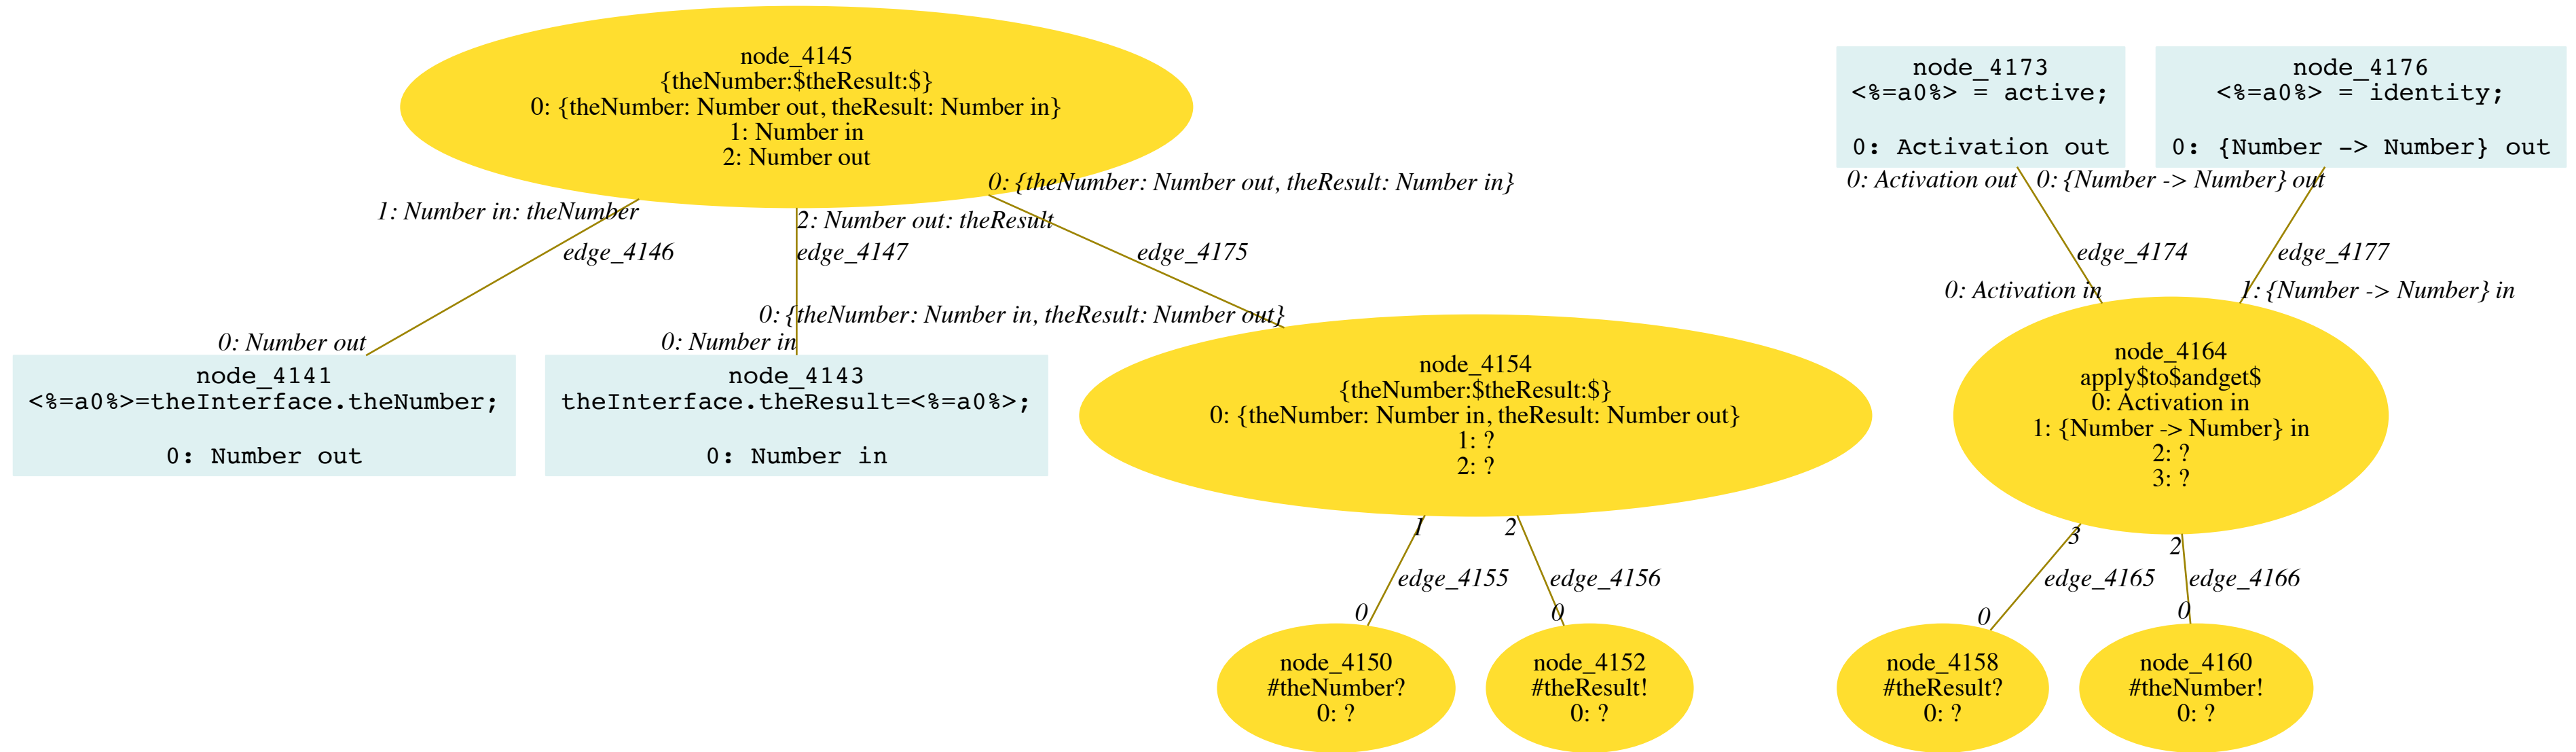 node_4145
{theNumber:$theResult:$}
0: {theNumber: Number out, theResult: Number in}
1: Number in
2: Number out
node_4173
<%=a0%> = active;
0: Activation out
node_4176
<%=a0%> = identity;
0: {Number -> Number} out
1: Number in: theNumber
2: Number out: theResult
0: {theNumber: Number out, theResult: Number in}
0: Activation out
0: {Number -> Number} out
edge_4146
edge_4147
edge_4175
edge_4174
edge_4177
0: Number out
0: Number in
0: {theNumber: Number in, theResult: Number out}
0: Activation in
1: {Number -> Number} in
node_4141
<%=a0%>=theInterface.theNumber;
0: Number out
node_4143
theInterface.theResult=<%=a0%>;
0: Number in
node_4154
{theNumber:$theResult:$}
0: {theNumber: Number in, theResult: Number out}
1: ?
2: ?
node_4164
apply$to$andget$
0: Activation in
1: {Number -> Number} in
2: ?
3: ?
1
2
3
2
edge_4155
edge_4156
edge_4165
edge_4166
0
0
0
0
node_4150
#theNumber?
0: ?
node_4152
#theResult!
0: ?
node_4158
#theResult?
0: ?
node_4160
#theNumber!
0: ?